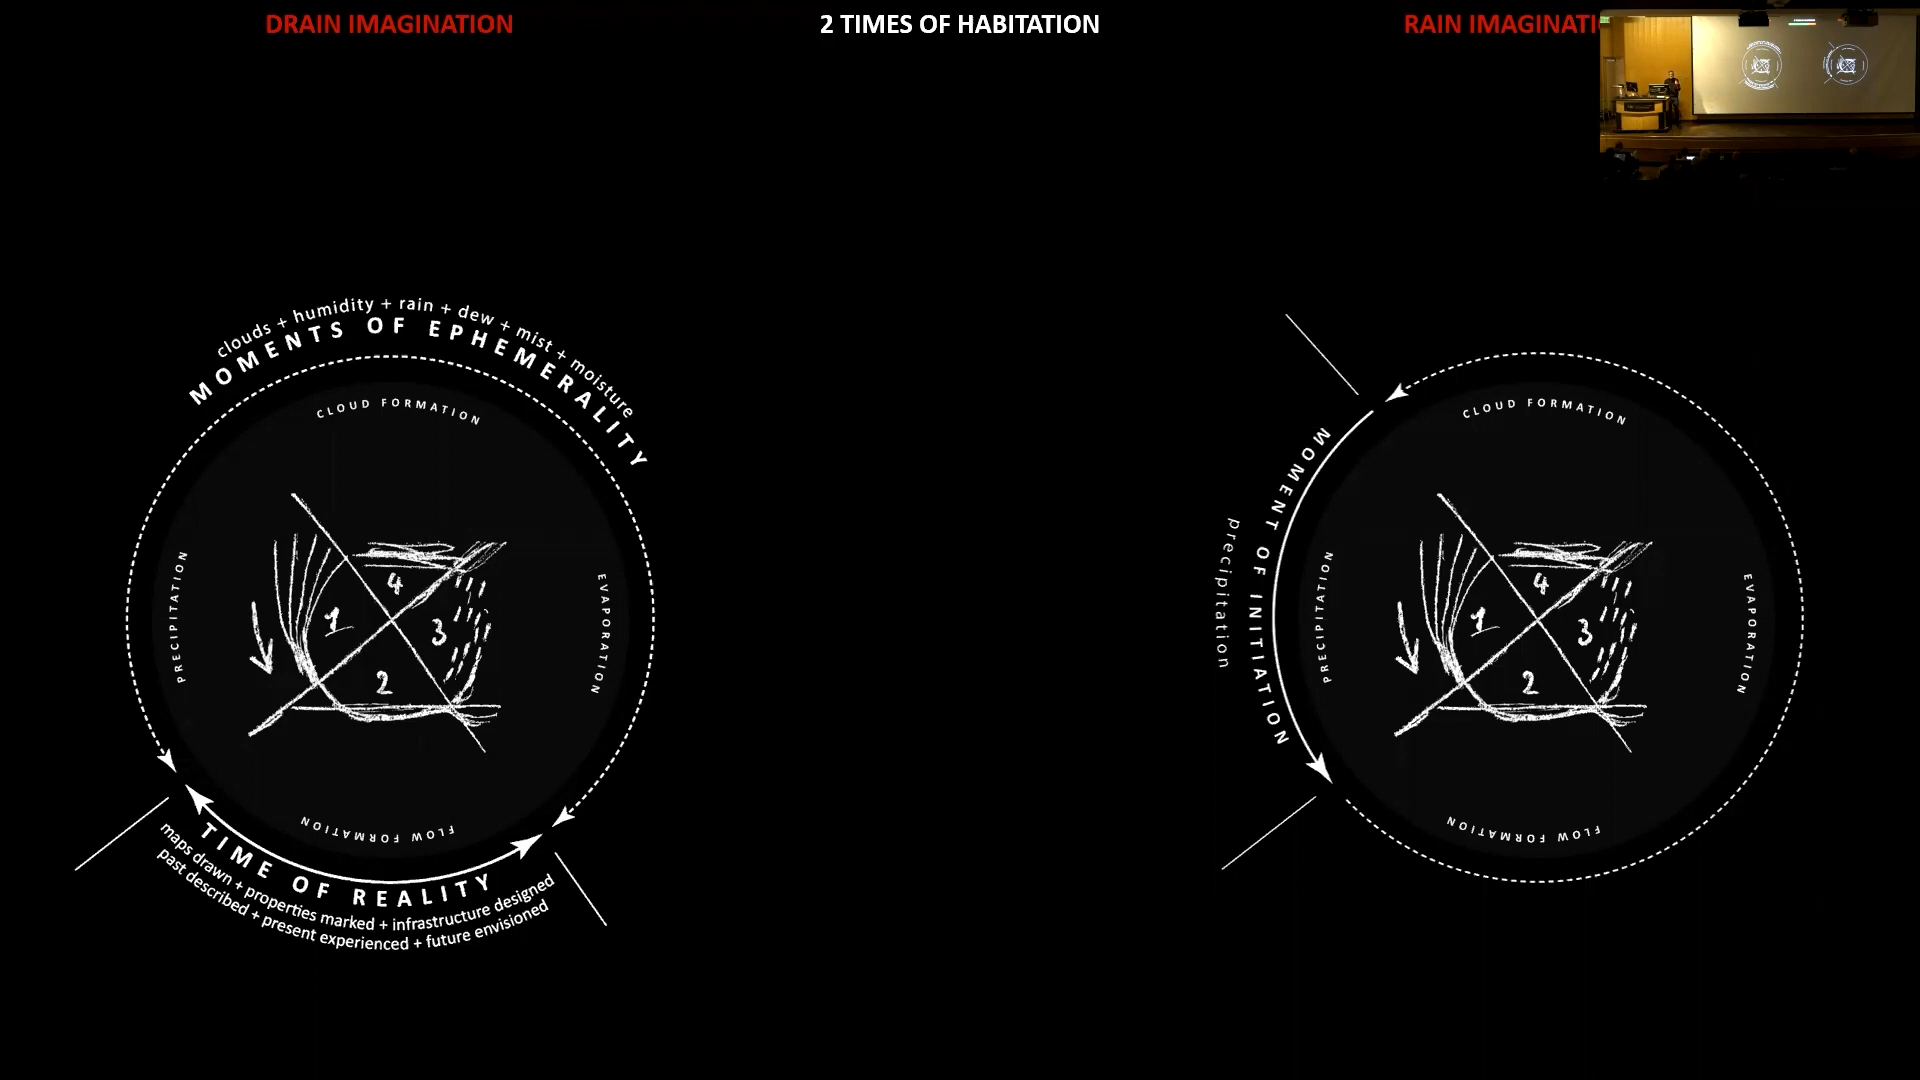 DRAIN IMAGINATION
2 TIMES OF HABITATION
RAIN IMAGINATI
clouds + humidity + rain + dew + mist + moisture
MOMENTS OF EPHEMERALITY
CLOUD FORMATION
PRECIPITATION
EVAPORATION
4
1
3
2
FLOW FORMATION
TIME OF REALITY
maps drawn + properties marked + infrastructure designed
past described + present experienced + future envisioned
CLOUD FORMATION
MOMENT OF INITIATION
precipitation
PRECIPITATION
EVAPORATION
4
1
3
2
FLOW FORMATION